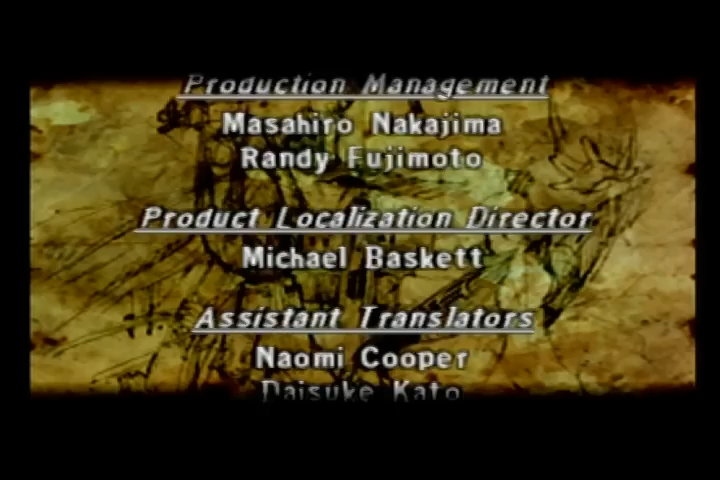 Production Management
Masahiro Nakajima
Randy Fujimoto
Product Localization Director
Michael Baskett
Assistant Translators
Naomi Cooper
Daisuke Kato